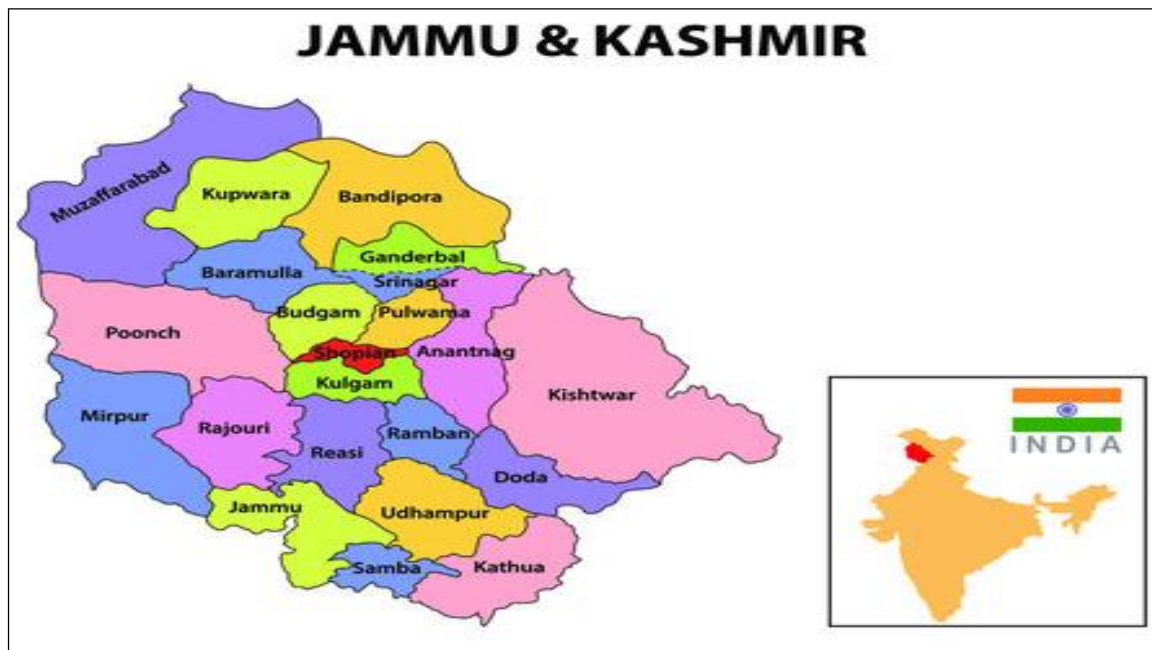 JAMMU & KASHMIR
Muzaffarabad
Kupwara
Bandipora
Ganderbal
Baramulla
Srinagar
Budgam
Pulwama
Poonch
Shopian
Anantnag
Kulgam
Kishtwar
Mirpur
Rajouri
Ramban
Reasi
Doda
Jammu
Udhampur
Samba
Kathua
INDIA